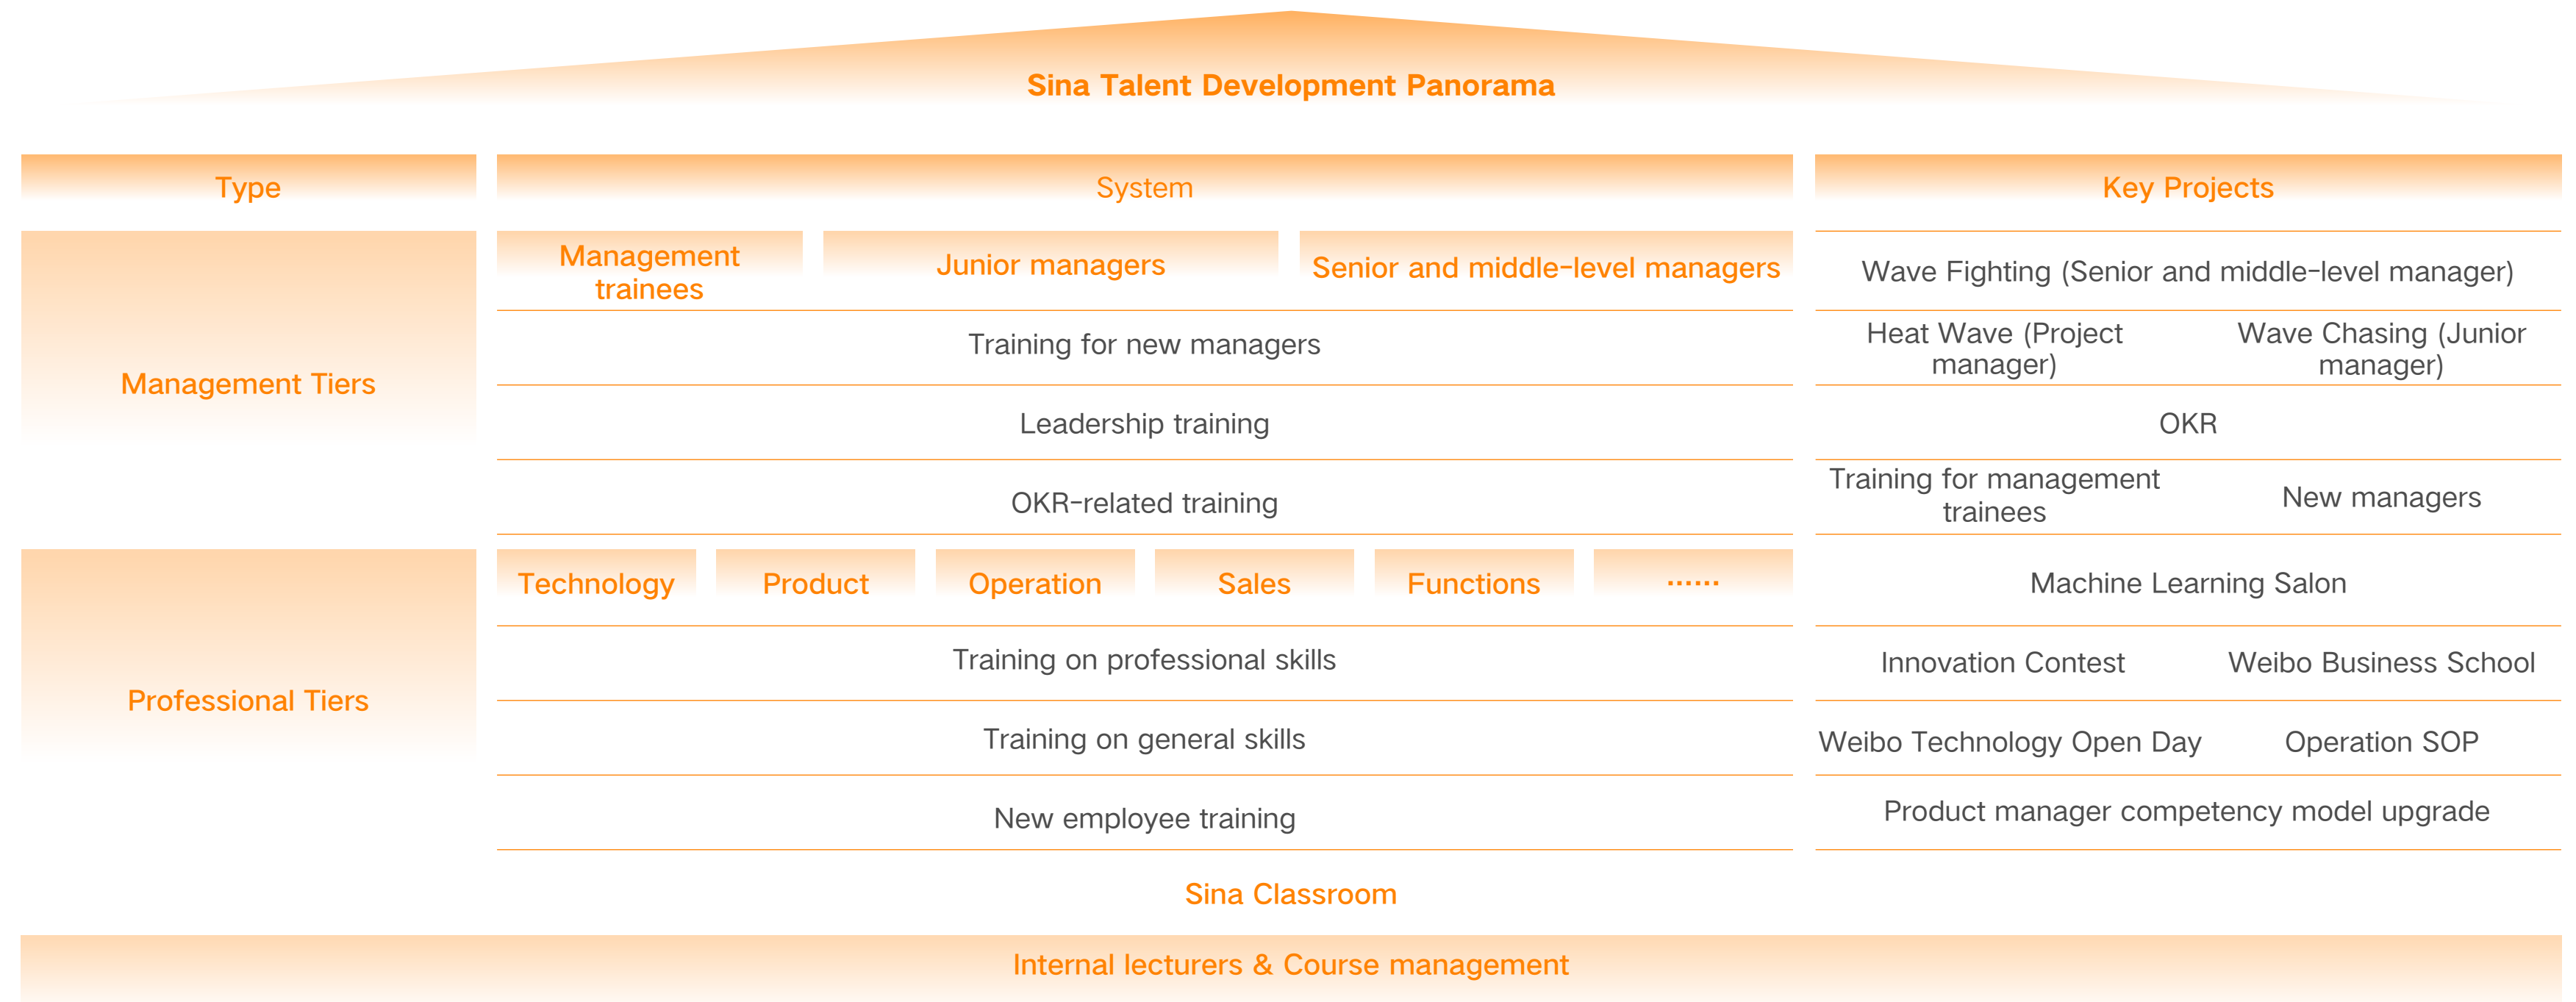 Sina Talent Development Panorama
Type
System
Key Projects
Management Tiers
Management
trainees
Junior managers
Senior and middle-level managers
Training for new managers
Leadership training
OKR-related training
Wave Fighting (Senior and middle-level manager)
Heat Wave (Project
manager)
Wave Chasing (Junior
manager)
OKR
Training for management
trainees
New managers
Professional Tiers
Technology
Product
Operation
Sales
Functions
······
Training on professional skills
Training on general skills
New employee training
Machine Learning Salon
Innovation Contest
Weibo Business School
Weibo Technology Open Day
Operation SOP
Product manager competency model upgrade
Sina Classroom
Internal lecturers & Course management